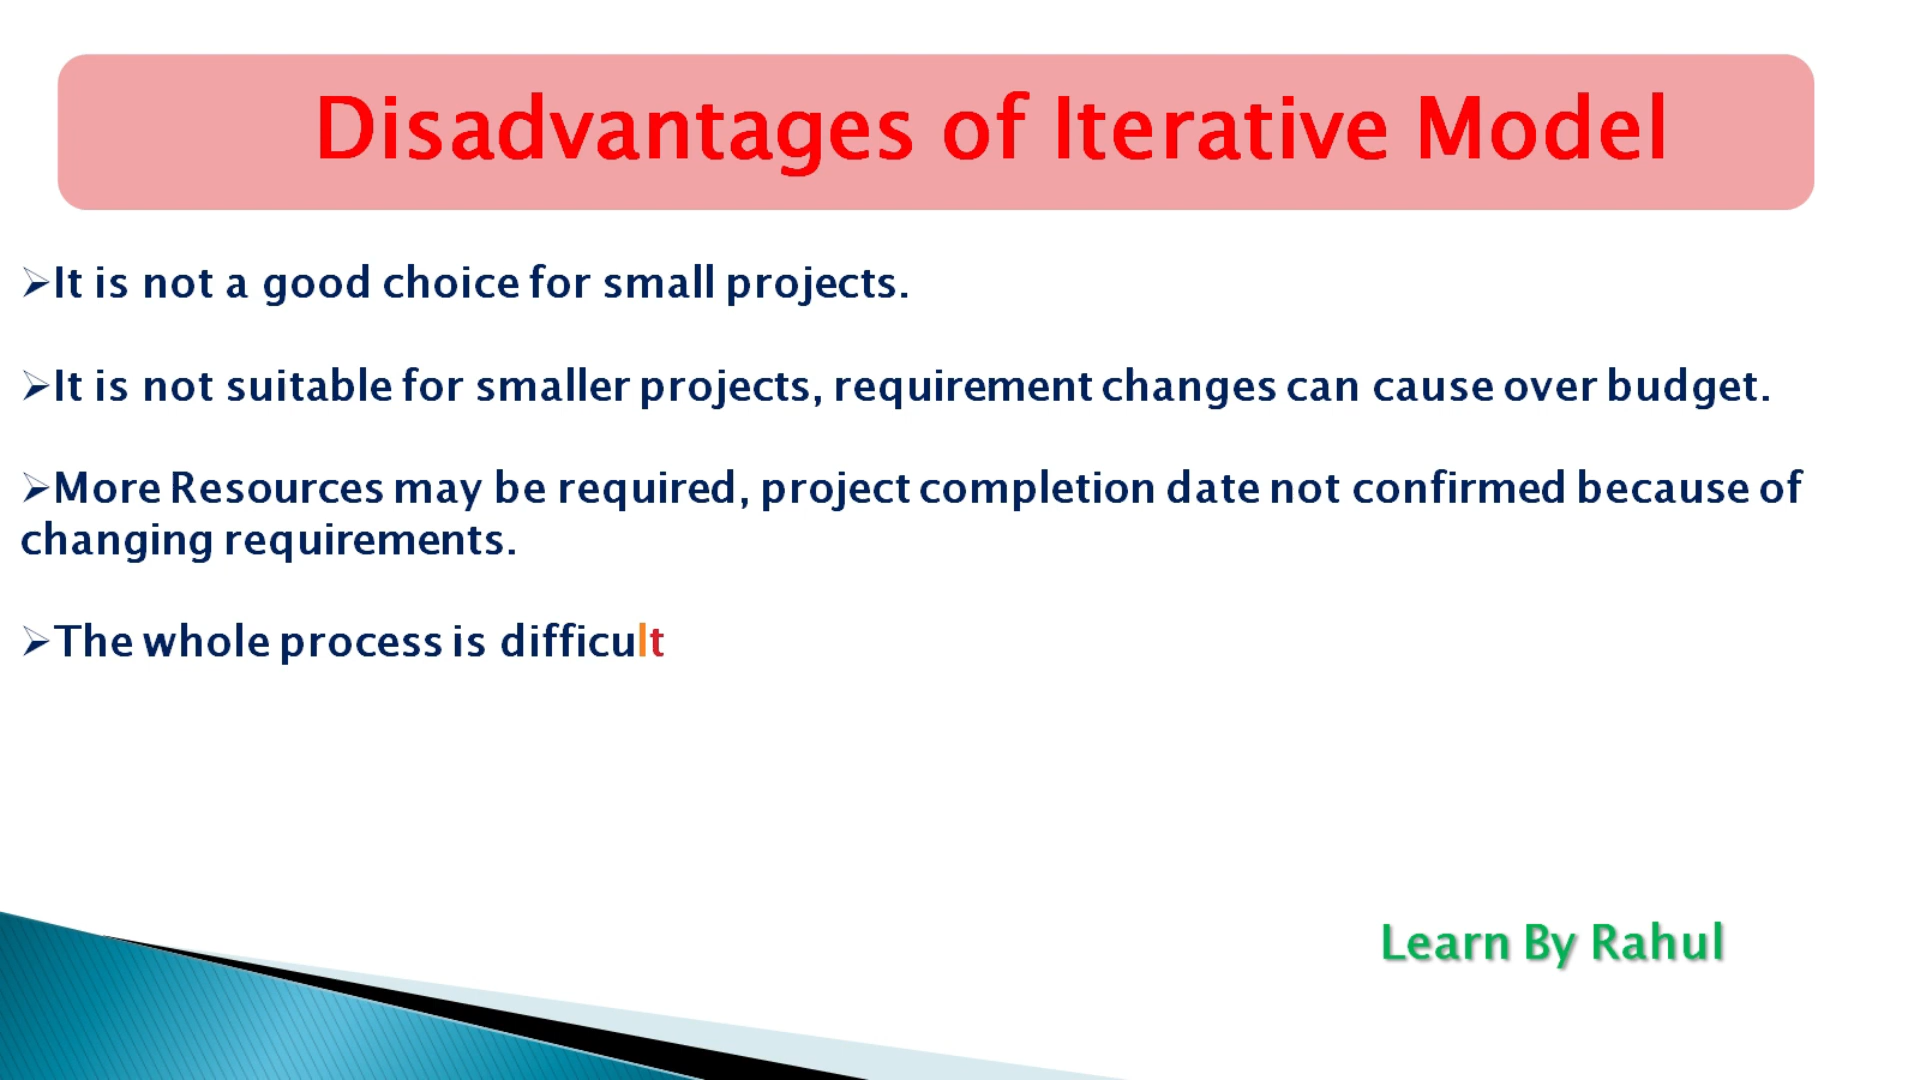 Disadvantages of Iterative Model
➢It is not a good choice for small projects.
➢It is not suitable for smaller projects, requirement changes can cause over budget.
➢More Resources may be required, project completion date not confirmed because of
changing requirements.
➢The whole process is difficult
Learn By Rahul